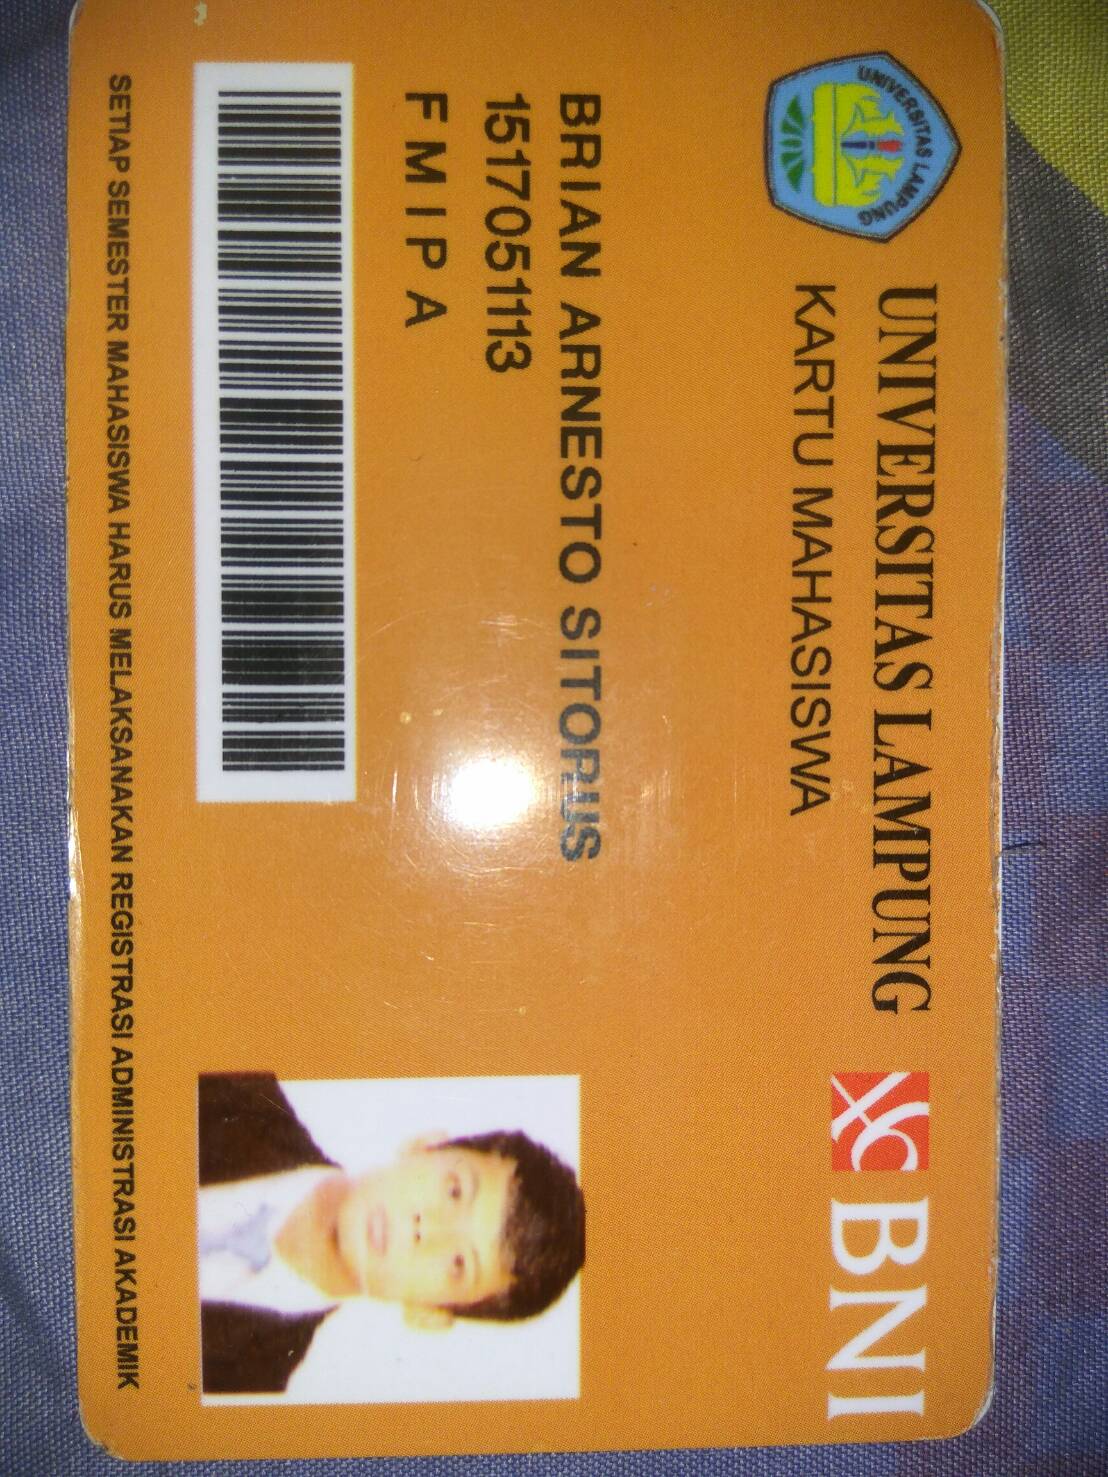 UNIVERSITAS LAMPUNG
UNIVERSITAS LAMPUNG
BNI
KARTU MAHASISWA
BRIAN ARNESTO SITORUS
1517051113
FMIPA
SETIAP SEMESTER MAHASISWA HARUS MELAKSANAKAN REGISTRASI ADMINISTRASI AKADEMIK